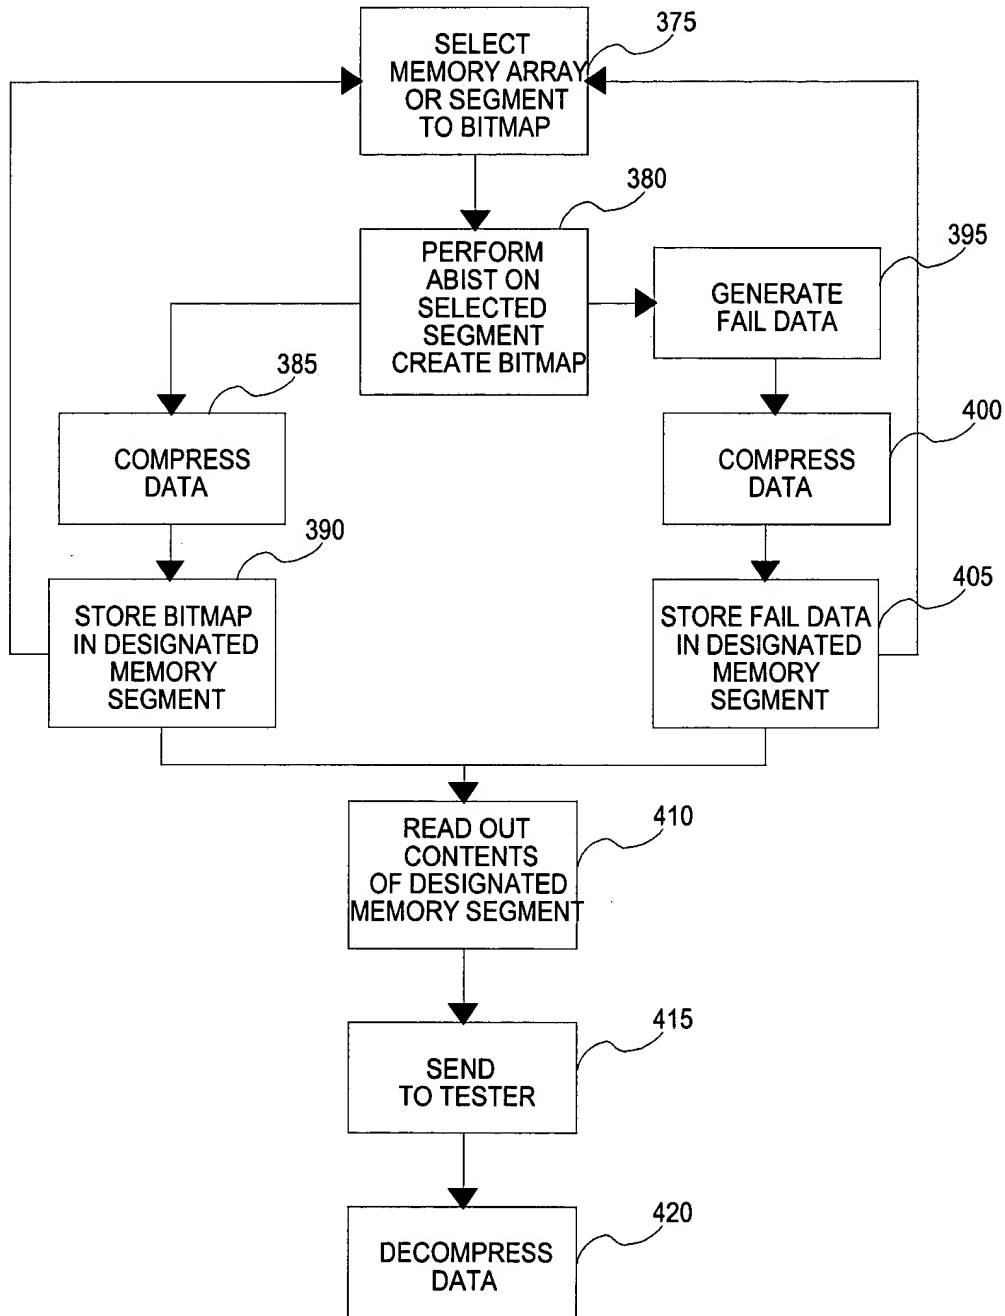 375
SELECT
MEMORY ARRAY
OR SEGMENT
TO BITMAP
380
PERFORM
ABIST ON
SELECTED
SEGMENT
CREATE BITMAP
395
GENERATE
FAIL DATA
385
COMPRESS
DATA
400
COMPRESS
DATA
390
STORE BITMAP
IN DESIGNATED
MEMORY
SEGMENT
405
STORE FAIL DATA
IN DESIGNATED
MEMORY
SEGMENT
410
READ OUT
CONTENTS
OF DESIGNATED
MEMORY SEGMENT
415
SEND
TO TESTER
420
DECOMPRESS
DATA